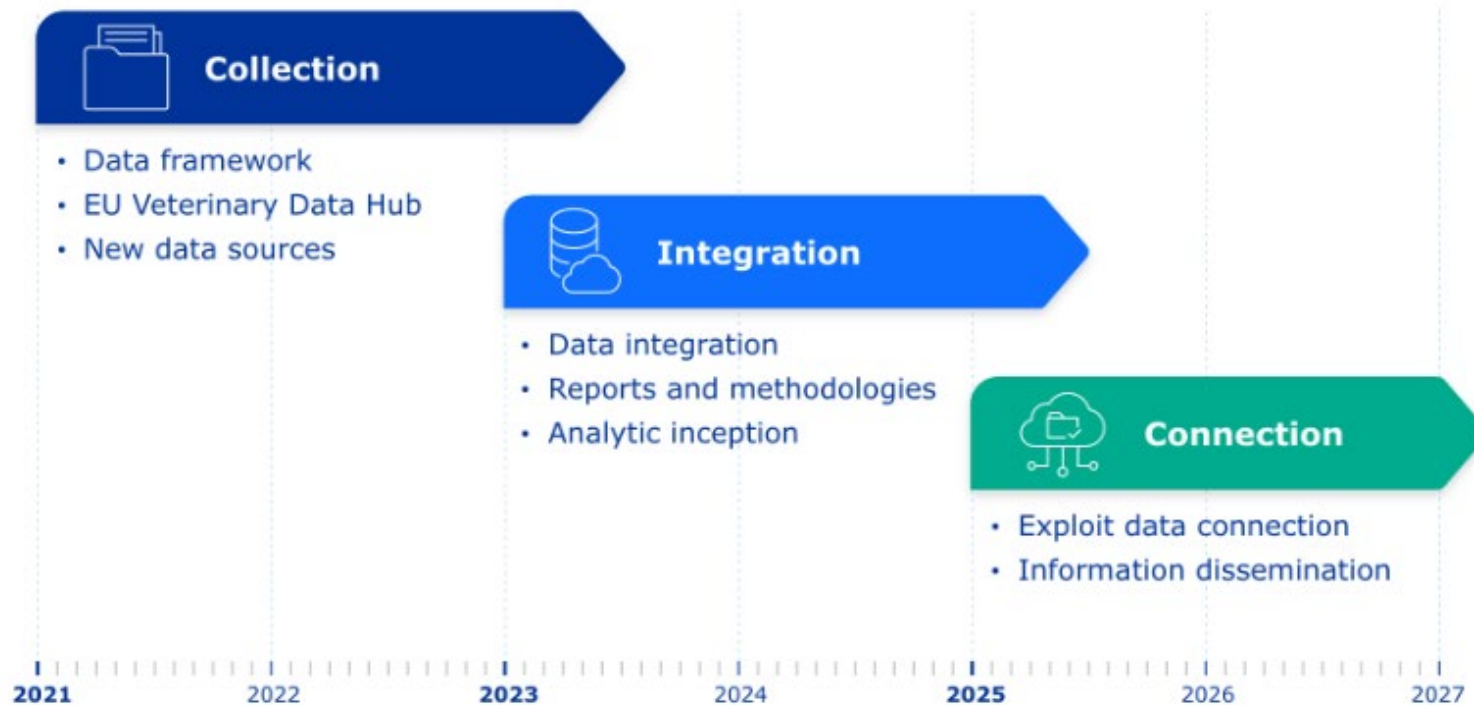 Collection
• Data framework
• EU Veterinary Data Hub
• New data sources
Integration
• Data integration
• Reports and methodologies
• Analytic inception
Connection
• Exploit data connection
• Information dissemination
2021 2022 2023 2024 2025 2026 2027